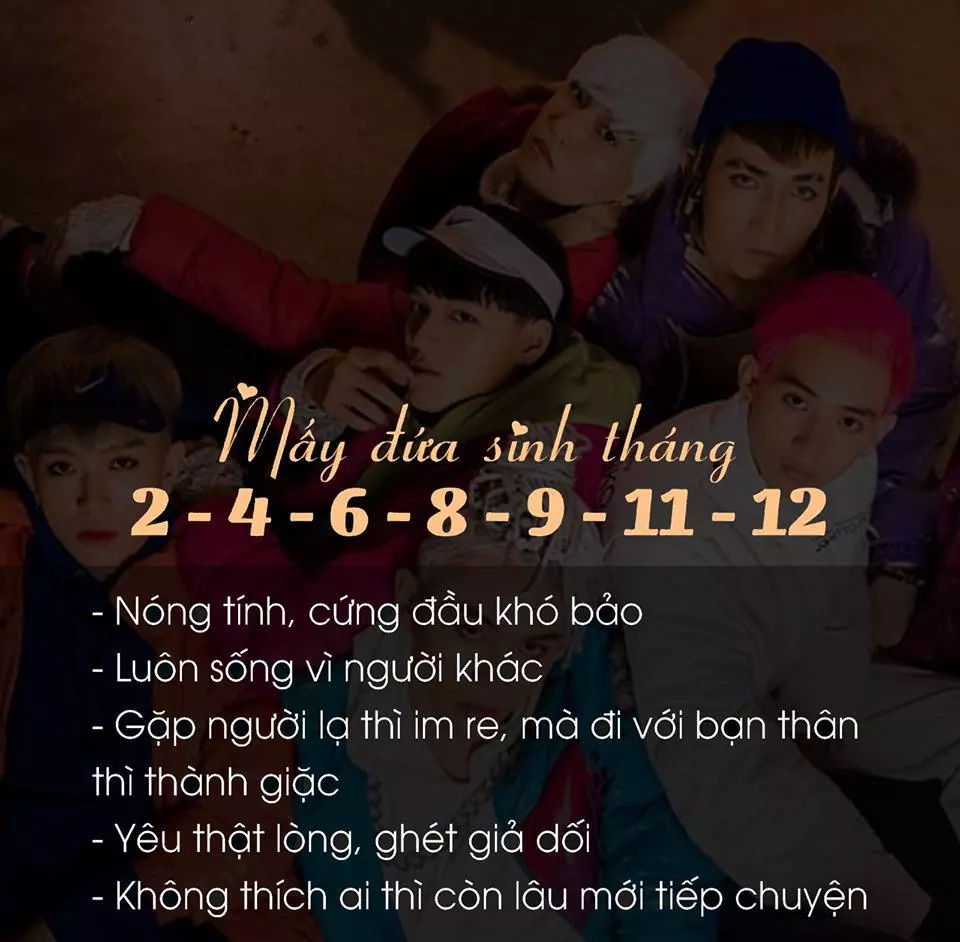 Mấy đứa sinh tháng
2 - 4 - 6 - 8 - 9 - 11 - 12
- Nóng tính, cứng đầu khó bảo
- Luôn sống vì người khác
- Gặp người lạ thì im re, mà đi với bạn thân
thì thành giặc
- Yêu thật lòng, ghét giả dối
- Không thích ai thì còn lâu mới tiếp chuyện